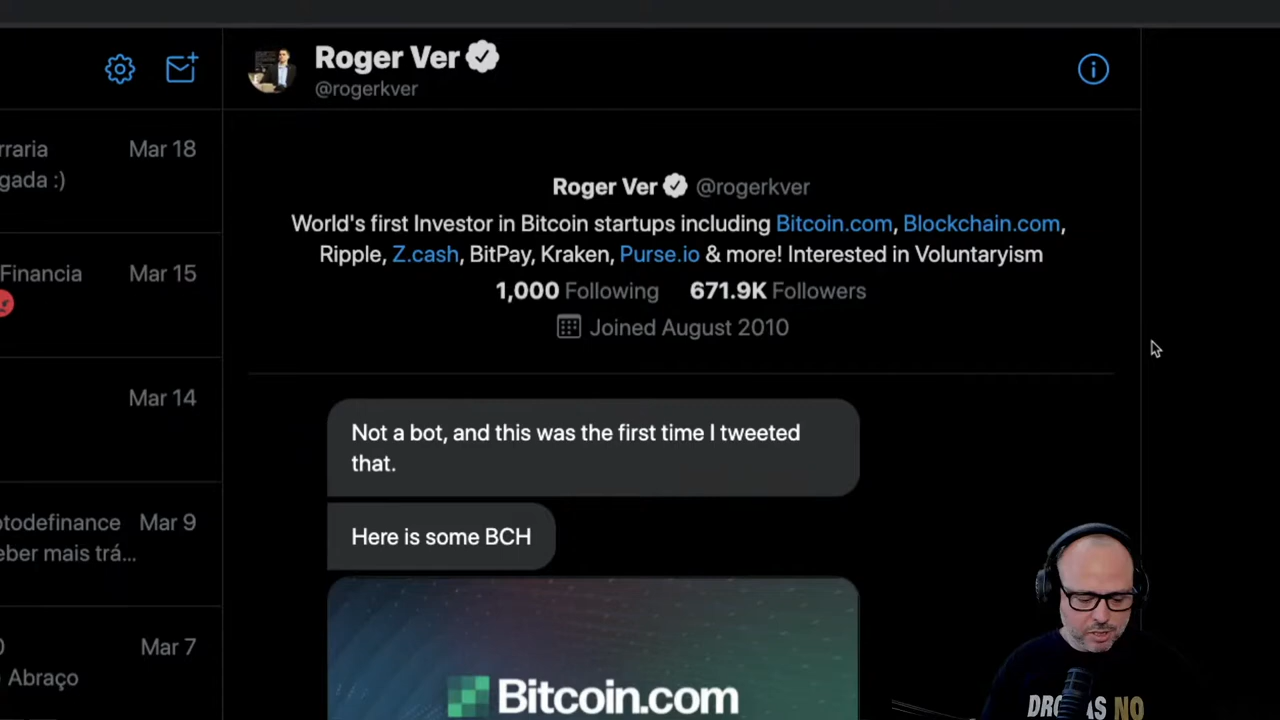 Roger Ver
@rogerkver
rraria
Mar 18
gada :)
Financia
Mar 15
Mar 14
otodefinance
Mar 9
eber mais trá...
Mar 7
Abraço
Roger Ver @rogerkver
World's first Investor in Bitcoin startups including Bitcoin.com, Blockchain.com,
Ripple, Z.cash, BitPay, Kraken, Purse.io & more! Interested in Voluntaryism
1,000 Following 671.9K Followers
Joined August 2010
Not a bot, and this was the first time I tweeted
that.
Here is some BCH
Bitcoin.com
NO